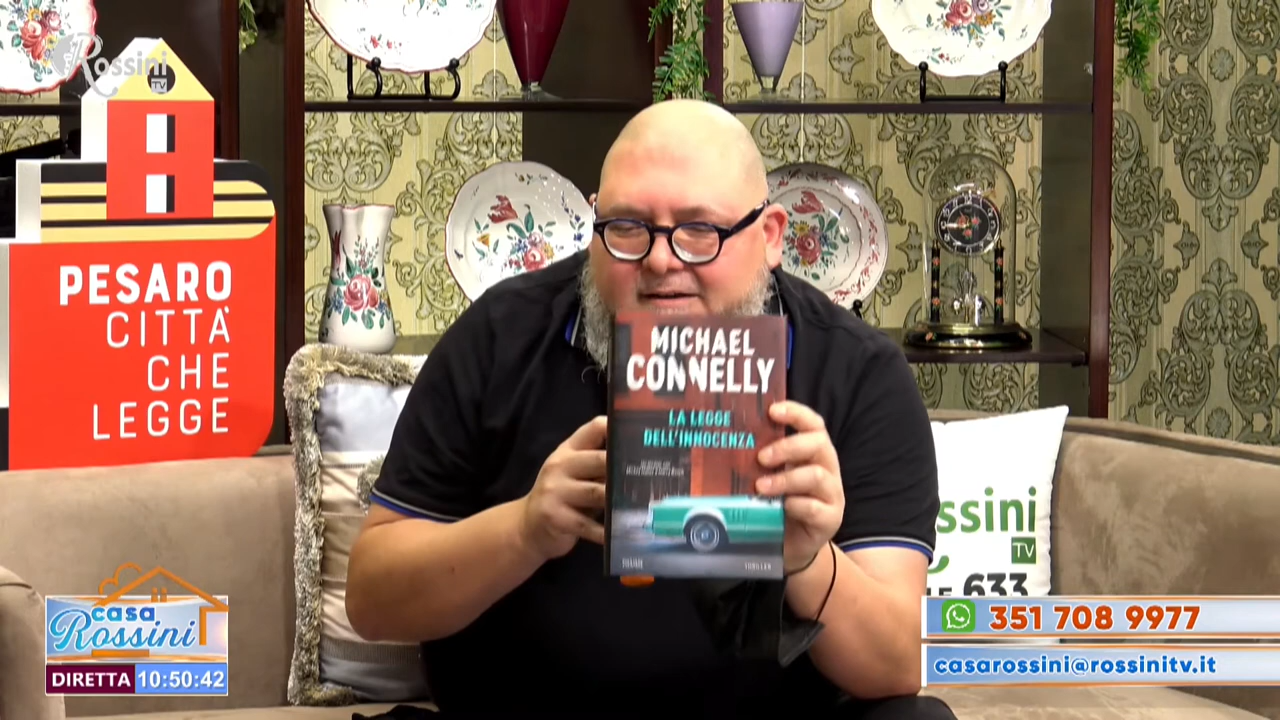 Rossini
TV
PESARO
CITTÀ
CHE
LEGGE
MICHAEL
CONNELLY
LA LEGGE
DELL'INNOCENZA
THRILLER
ssini
TV
633
casa
Rossini
DIRETTA 10:50:42
351 708 9977
casarossini@rossinitv.it